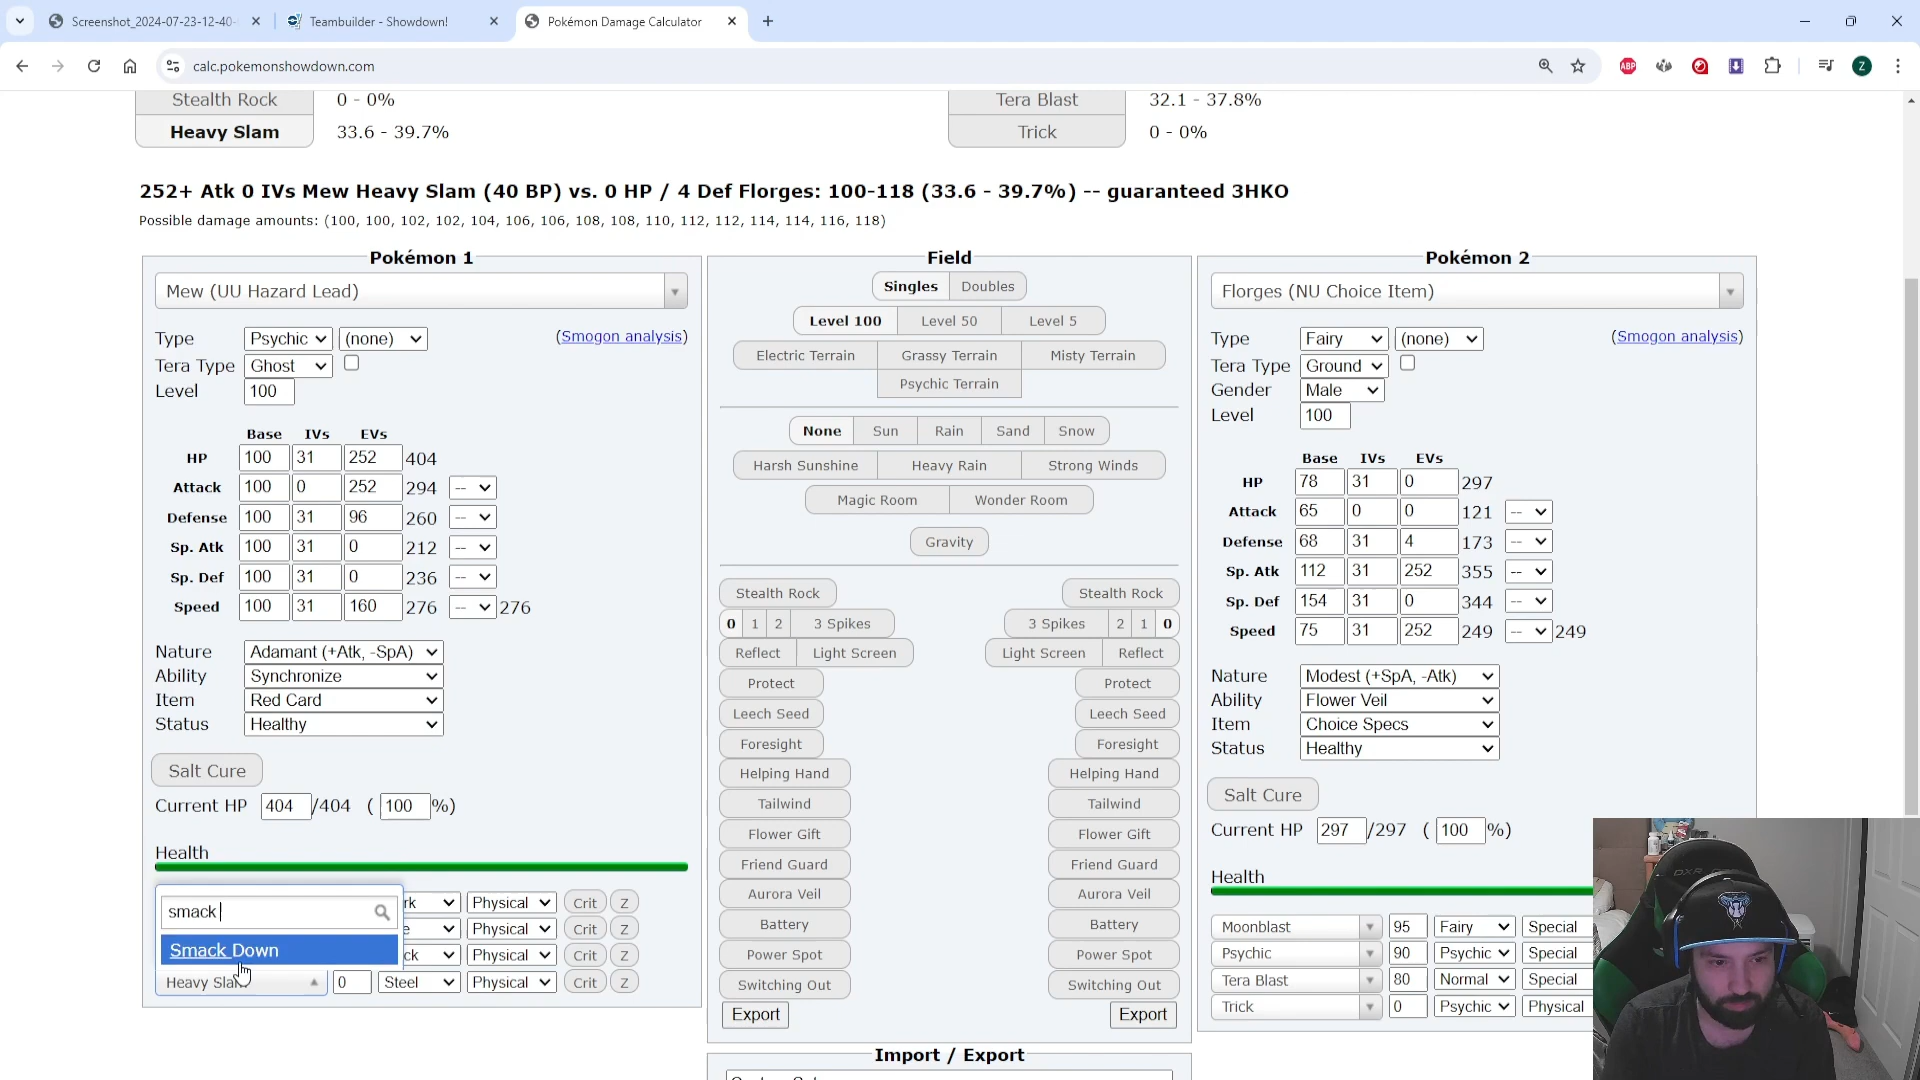 Screenshot_2024-07-23-12-40-
Teambuilder - Showdown!
Pokémon Damage Calculator
calc.pokemonshowdown.com
ABP
Z
Stealth Rock 0 - 0%
Heavy Slam 33.6 - 39.7%
Tera Blast 32.1 - 37.8%
Trick 0 - 0%
252+ Atk 0 IVs Mew Heavy Slam (40 BP) vs. 0 HP / 4 Def Florges: 100-118 (33.6 - 39.7%) -- guaranteed 3HKO
Possible damage amounts: (100, 100, 102, 102, 104, 106, 106, 108, 108, 110, 112, 112, 114, 114, 116, 118)
Pokémon 1
Mew (UU Hazard Lead)
Type Psychic (none) (Smogon analysis)
Tera Type Ghost
Level 100
Base IVs EVs
HP 100 31 252 404
Attack 100 0 252 294 --
Defense 100 31 96 260 --
Sp. Atk 100 31 0 212 --
Sp. Def 100 31 0 236 --
Speed 100 31 160 276 -- 276
Nature Adamant (+Atk, -SpA)
Ability Synchronize
Item Red Card
Status Healthy
Salt Cure
Current HP 404 /404 ( 100 %)
Health
smack
Smack Down
rk Physical Crit Z
e Physical Crit Z
ck Physical Crit Z
Heavy Sla 0 Steel Physical Crit Z
Field
Singles Doubles
Level 100 Level 50 Level 5
Electric Terrain Grassy Terrain Misty Terrain
Psychic Terrain
None Sun Rain Sand Snow
Harsh Sunshine Heavy Rain Strong Winds
Magic Room Wonder Room
Gravity
Stealth Rock Stealth Rock
0 1 2 3 Spikes 3 Spikes 2 1 0
Reflect Light Screen Light Screen Reflect
Protect Protect
Leech Seed Leech Seed
Foresight Foresight
Helping Hand Helping Hand
Tailwind Tailwind
Flower Gift Flower Gift
Friend Guard Friend Guard
Aurora Veil Aurora Veil
Battery Battery
Power Spot Power Spot
Switching Out Switching Out
Export Export
Import / Export
Pokémon 2
Florges (NU Choice Item)
Type Fairy (none) (Smogon analysis)
Tera Type Ground
Gender Male
Level 100
Base IVs EVs
HP 78 31 0 297
Attack 65 0 0 121 --
Defense 68 31 4 173 --
Sp. Atk 112 31 252 355 --
Sp. Def 154 31 0 344 --
Speed 75 31 252 249 -- 249
Nature Modest (+SpA, -Atk)
Ability Flower Veil
Item Choice Specs
Status Healthy
Salt Cure
Current HP 297 /297 ( 100 %)
Health
Moonblast 95 Fairy Special
Psychic 90 Psychic Special
Tera Blast 80 Normal Special
Trick 0 Psychic Physical